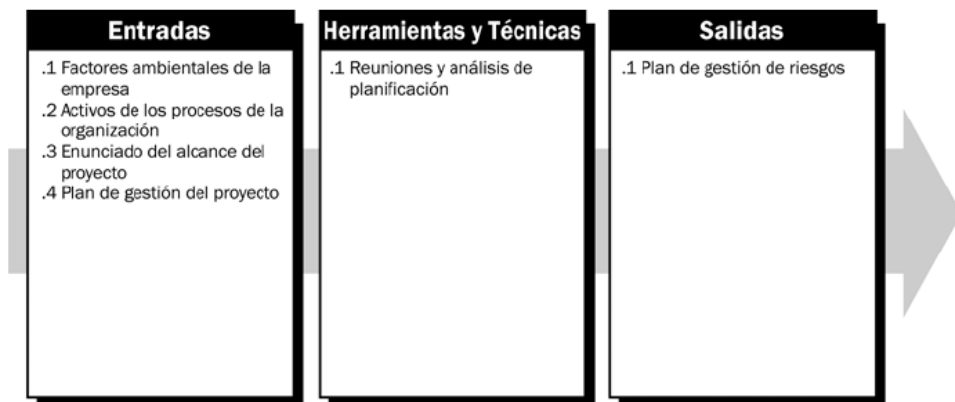 Entradas
.1 Factores ambientales de la
empresa
.2 Activos de los procesos de la
organización
.3 Enunciado del alcance del
proyecto
.4 Plan de gestión del proyecto
Herramientas y Técnicas
.1 Reuniones y análisis de
planificación
Salidas
.1 Plan de gestión de riesgos